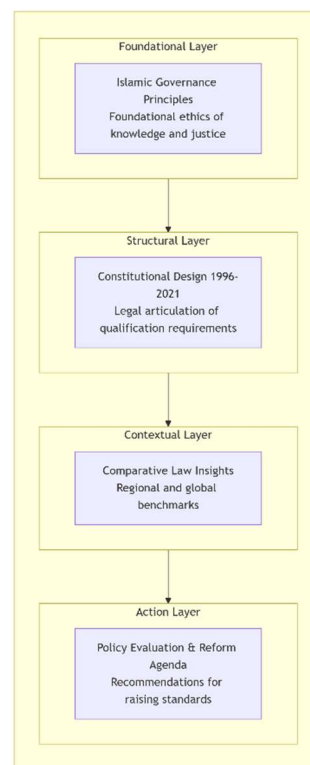 Foundational Layer
Islamic Governance
Principles
Foundational ethics of
knowledge and justice
Structural Layer
Constitutional Design 1996-
2021
Legal articulation of
qualification requirements
Contextual Layer
Comparative Law Insights
Regional and global
benchmarks
Action Layer
Policy Evaluation & Reform
Agenda
Recommendations for
raising standards